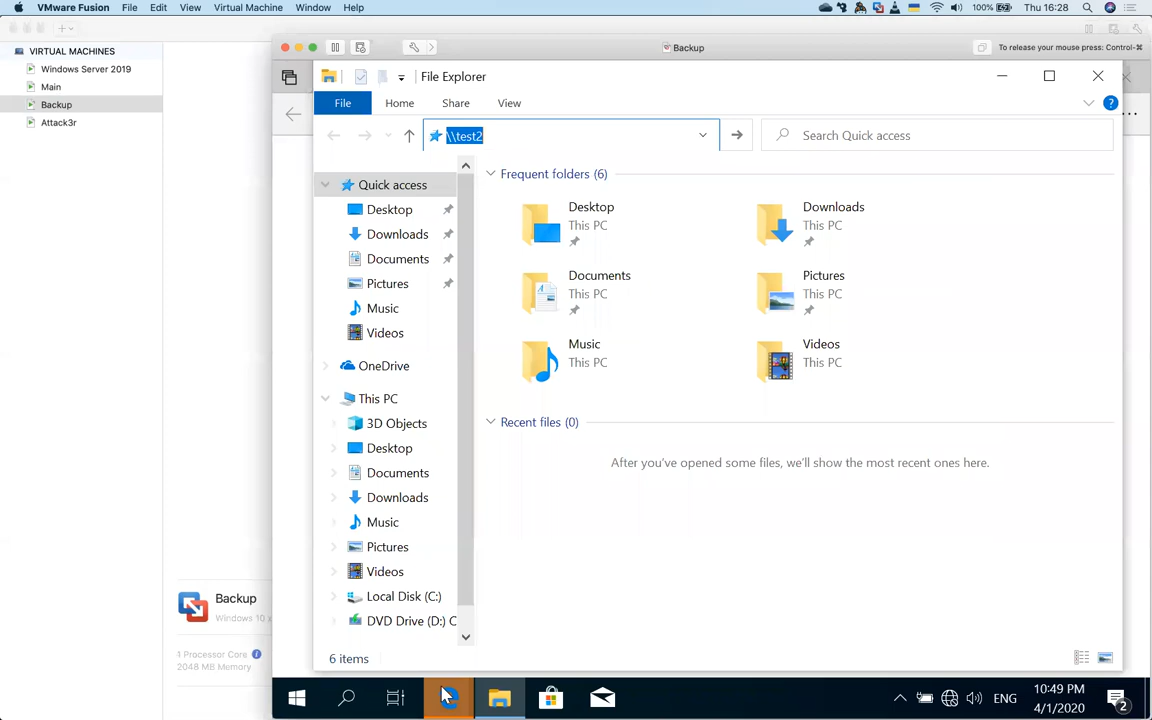 VMware Fusion File Edit View Virtual Machine Window Help 100% Thu 16:28
VIRTUAL MACHINES
Windows Server 2019
Main
Backup
Attack3r
Backup
To release your mouse press: Control-⌘
File Explorer
File Home Share View
\\test2
Search Quick access
Quick access
Desktop
Downloads
Documents
Pictures
Music
Videos
OneDrive
This PC
3D Objects
Desktop
Documents
Downloads
Music
Pictures
Videos
Local Disk (C:)
DVD Drive (D:) C
Frequent folders (6)
Desktop
This PC
Downloads
This PC
Documents
This PC
Pictures
This PC
Music
This PC
Videos
This PC
Recent files (0)
After you've opened some files, we'll show the most recent ones here.
6 items
Backup
Windows 10 x
1 Processor Core
2048 MB Memory
ENG
10:49 PM
4/1/2020
2